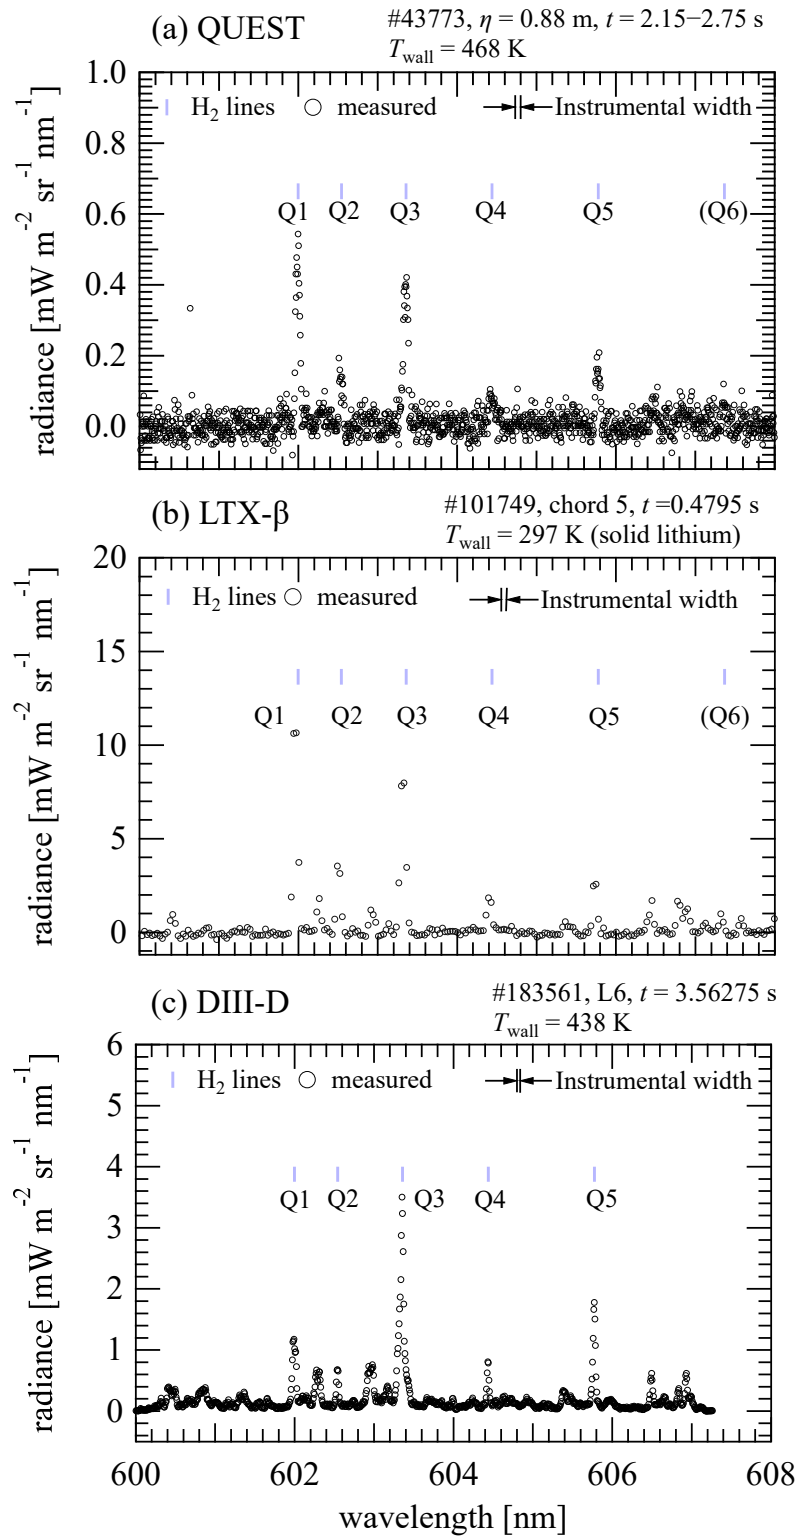 (a) QUEST
#43773, η = 0.88 m, t = 2.15−2.75 s
T_wall = 468 K
1.0
H₂ lines measured Instrumental width
0.8
0.6
Q1 Q2 Q3 Q4 Q5 (Q6)
0.4
0.2
0.0
radiance [mW m⁻² sr⁻¹ nm⁻¹]
(b) LTX-β
#101749, chord 5, t =0.4795 s
T_wall = 297 K (solid lithium)
20
H₂ lines measured Instrumental width
15
Q1 Q2 Q3 Q4 Q5 (Q6)
10
5
0
radiance [mW m⁻² sr⁻¹ nm⁻¹]
(c) DIII-D
#183561, L6, t = 3.56275 s
T_wall = 438 K
6
H₂ lines measured Instrumental width
5
4
Q1 Q2 Q3 Q4 Q5
3
2
1
0
radiance [mW m⁻² sr⁻¹ nm⁻¹]
600 602 604 606 608
wavelength [nm]